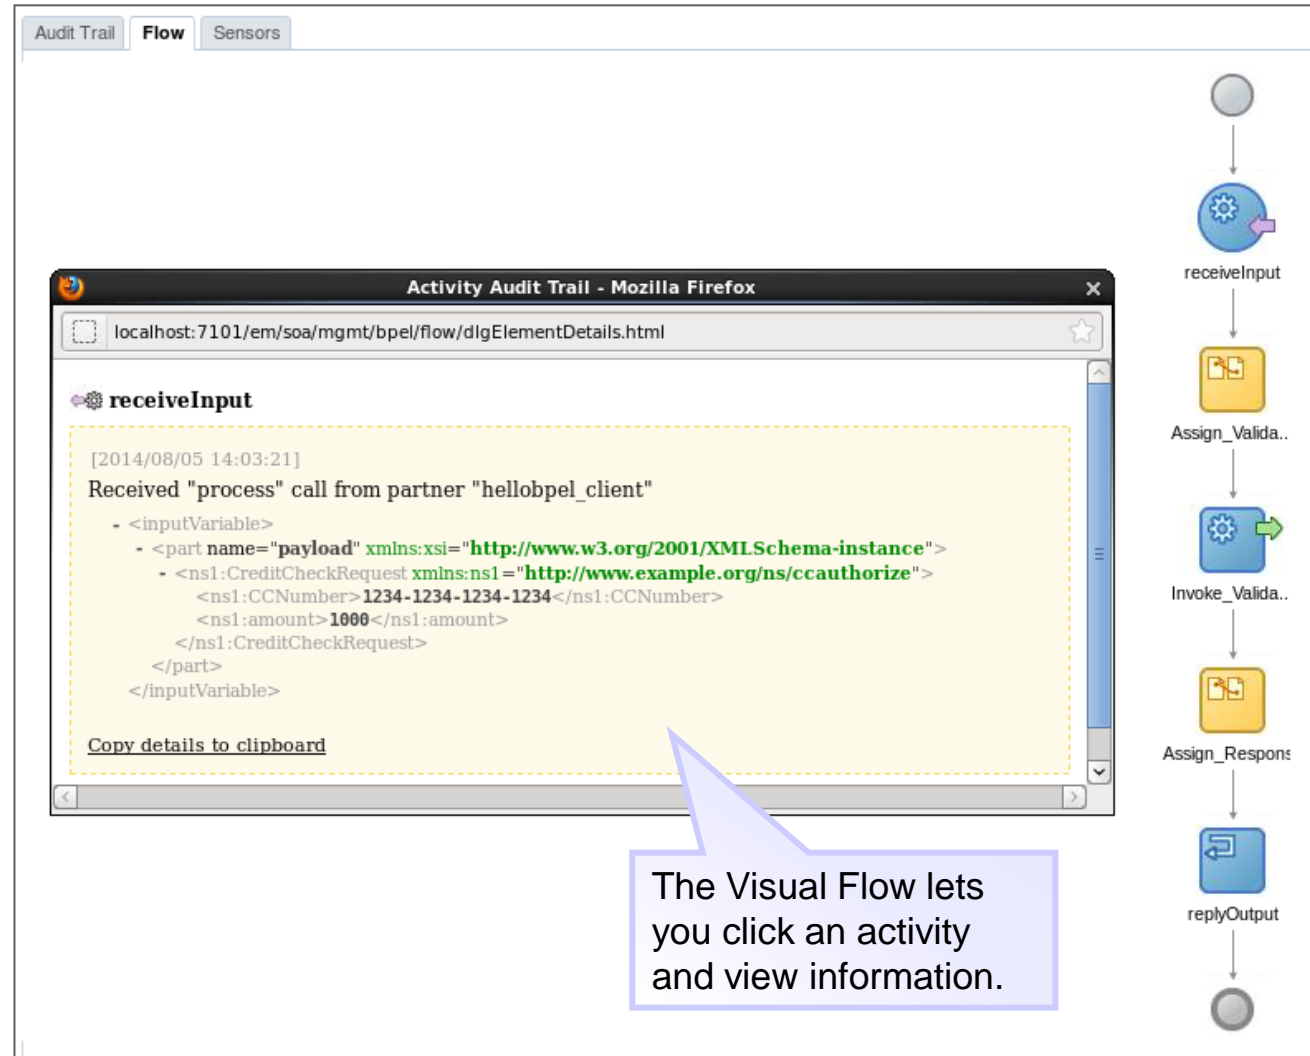 Audit Trail Flow Sensors
receiveInput
Activity Audit Trail - Mozilla Firefox
localhost:7101/em/soa/mgmt/bpel/flow/dlgElementDetails.html
receiveInput
[2014/08/05 14:03:21]
Received "process" call from partner "hellobpel_client"
- <inputVariable>
- <part name="payload" xmlns:xsi="http://www.w3.org/2001/XMLSchema-instance">
- <ns1:CreditCheckRequest xmlns:ns1="http://www.example.org/ns/ccauthorize">
<ns1:CCNumber>1234-1234-1234-1234</ns1:CCNumber>
<ns1:amount>1000</ns1:amount>
</ns1:CreditCheckRequest>
</part>
</inputVariable>
Copy details to clipboard
Assign_Valida..
Invoke_Valida..
Assign_Respons
replyOutput
The Visual Flow lets
you click an activity
and view information.